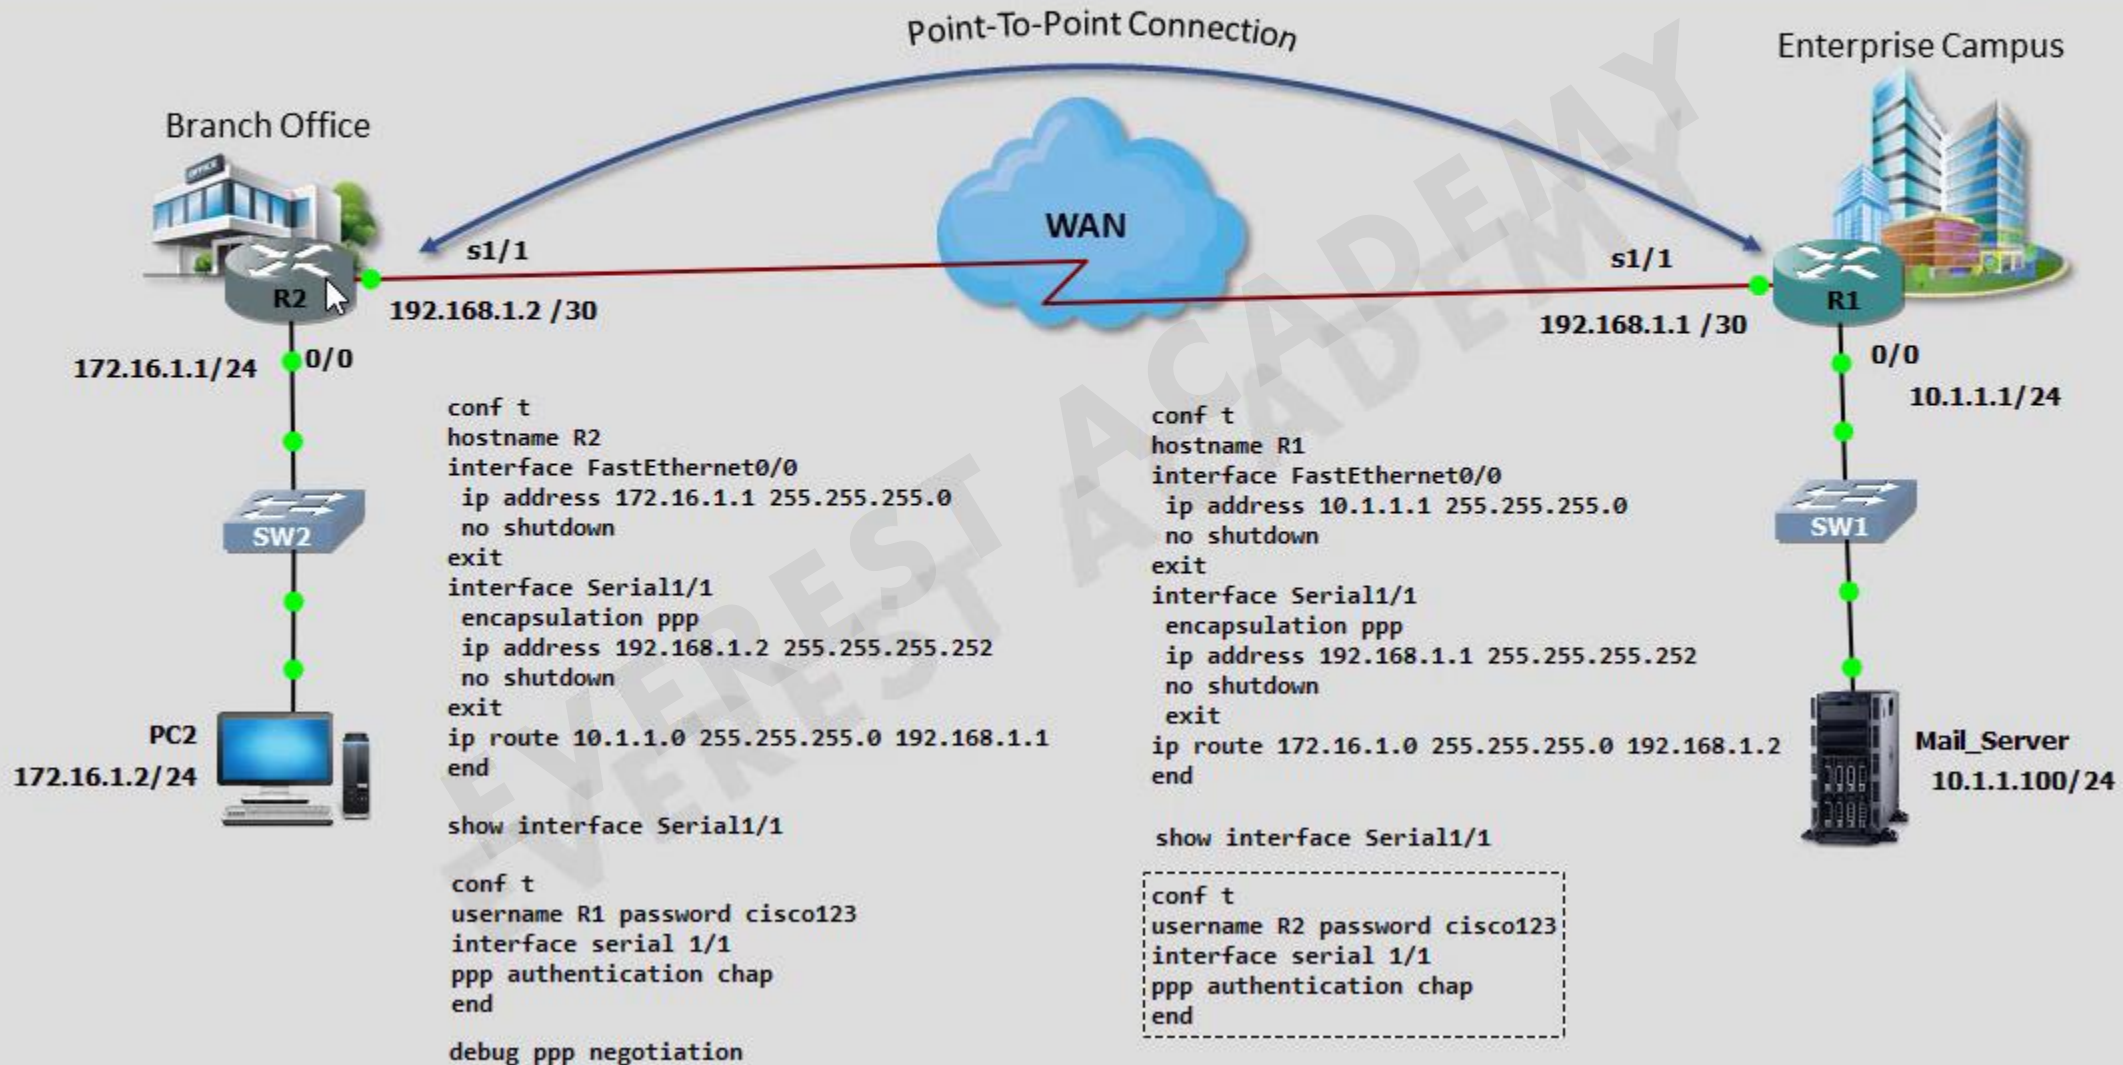 Point-To-Point Connection
Enterprise Campus
Branch Office
OFFICE
WAN
s1/1
s1/1
R2
R1
192.168.1.2 /30
192.168.1.1 /30
172.16.1.1/24
0/0
0/0
10.1.1.1/24
SW2
SW1
PC2
172.16.1.2/24
Mail_Server
10.1.1.100/24
conf t
hostname R2
interface FastEthernet0/0
ip address 172.16.1.1 255.255.255.0
no shutdown
exit
interface Serial1/1
encapsulation ppp
ip address 192.168.1.2 255.255.255.252
no shutdown
exit
ip route 10.1.1.0 255.255.255.0 192.168.1.1
end
show interface Serial1/1
conf t
username R1 password cisco123
interface serial 1/1
ppp authentication chap
end
debug ppp negotiation
conf t
hostname R1
interface FastEthernet0/0
ip address 10.1.1.1 255.255.255.0
no shutdown
exit
interface Serial1/1
encapsulation ppp
ip address 192.168.1.1 255.255.255.252
no shutdown
exit
ip route 172.16.1.0 255.255.255.0 192.168.1.2
end
show interface Serial1/1
conf t
username R2 password cisco123
interface serial 1/1
ppp authentication chap
end
EVEREST ACADEMY